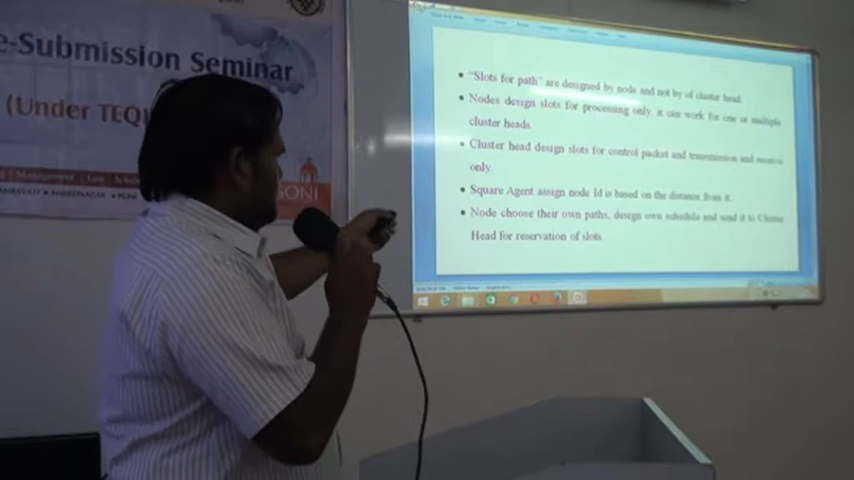 e-Submission Seminar
(Under TEQ
SONI
• "Slots for path" are designed by node and not by of cluster head.
• Nodes design slots for processing only. it can work for one or multiple
cluster heads.
• Cluster head design slots for control packet and transmission and receive
only.
• Square Agent assign node Id is based on the distance from it.
• Node choose their own paths, design own schedule and send it to Cluster
Head for reservation of slots.